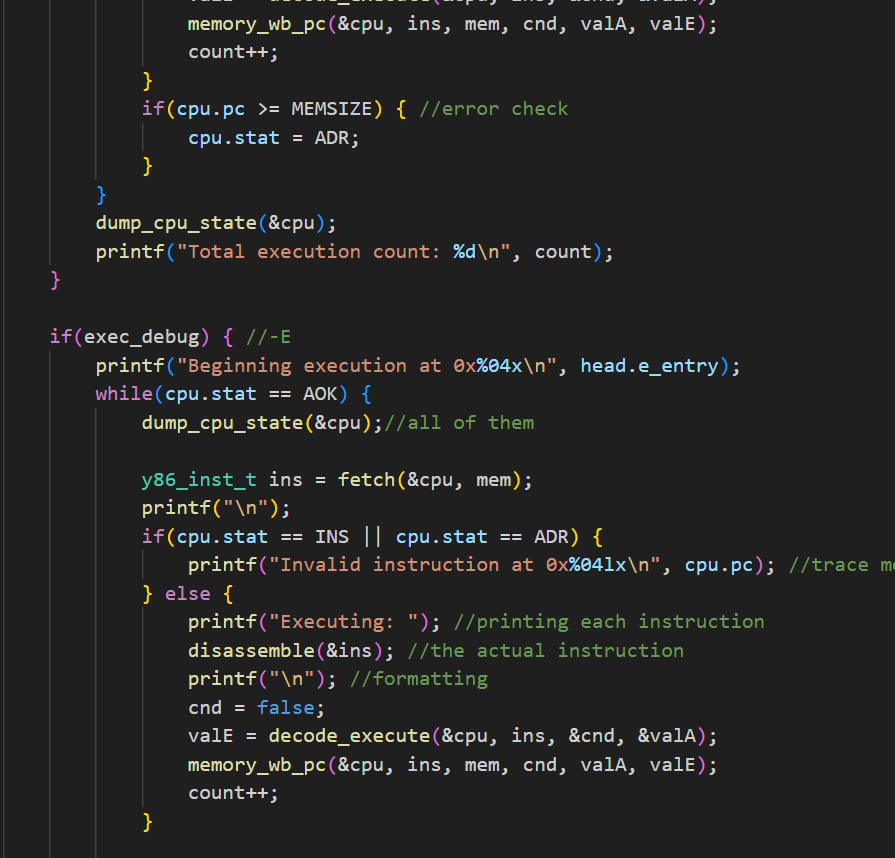 memory_wb_pc(&cpu, ins, mem, cnd, valA, valE);
count++;
}
if(cpu.pc >= MEMSIZE) { //error check
cpu.stat = ADR;
}
}
dump_cpu_state(&cpu);
printf("Total execution count: %d\n", count);
}
if(exec_debug) { //-E
printf("Beginning execution at 0x%04x\n", head.e_entry);
while(cpu.stat == AOK) {
dump_cpu_state(&cpu);//all of them
y86_inst_t ins = fetch(&cpu, mem);
printf("\n");
if(cpu.stat == INS || cpu.stat == ADR) {
printf("Invalid instruction at 0x%04lx\n", cpu.pc); //trace
} else {
printf("Executing: "); //printing each instruction
disassemble(&ins); //the actual instruction
printf("\n"); //formatting
cnd = false;
valE = decode_execute(&cpu, ins, &cnd, &valA);
memory_wb_pc(&cpu, ins, mem, cnd, valA, valE);
count++;
}